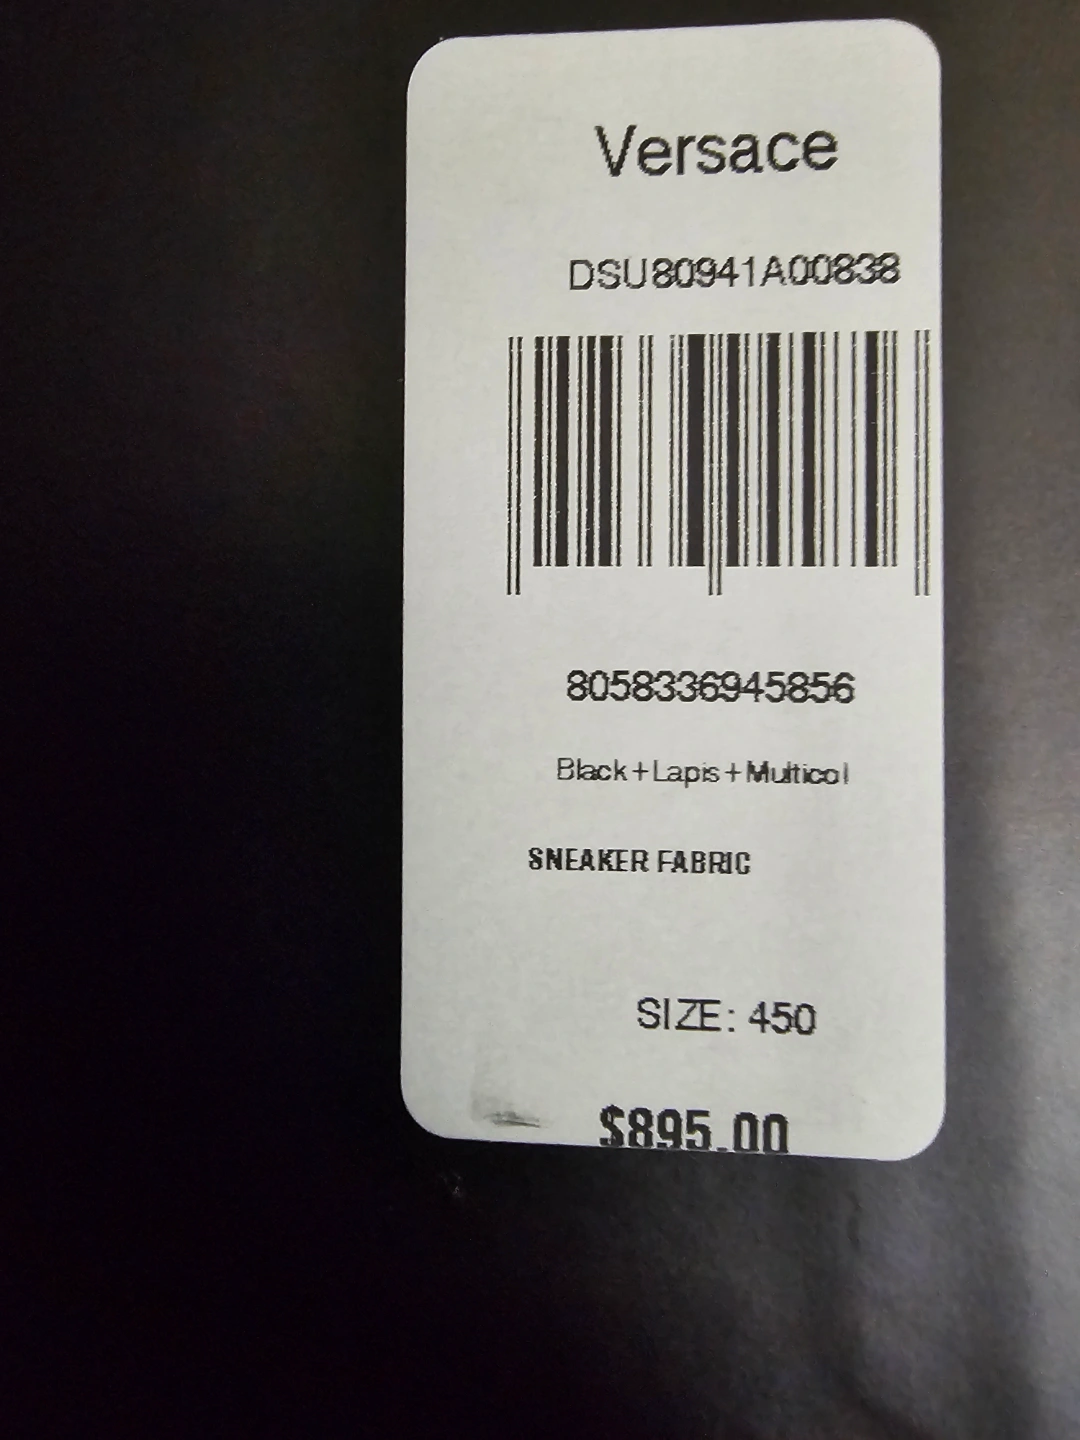 Versace
DSU80941A00838
8058336945856
Black+Lapis+Multicol
SNEAKER FABRIC
SIZE: 450
$895.00